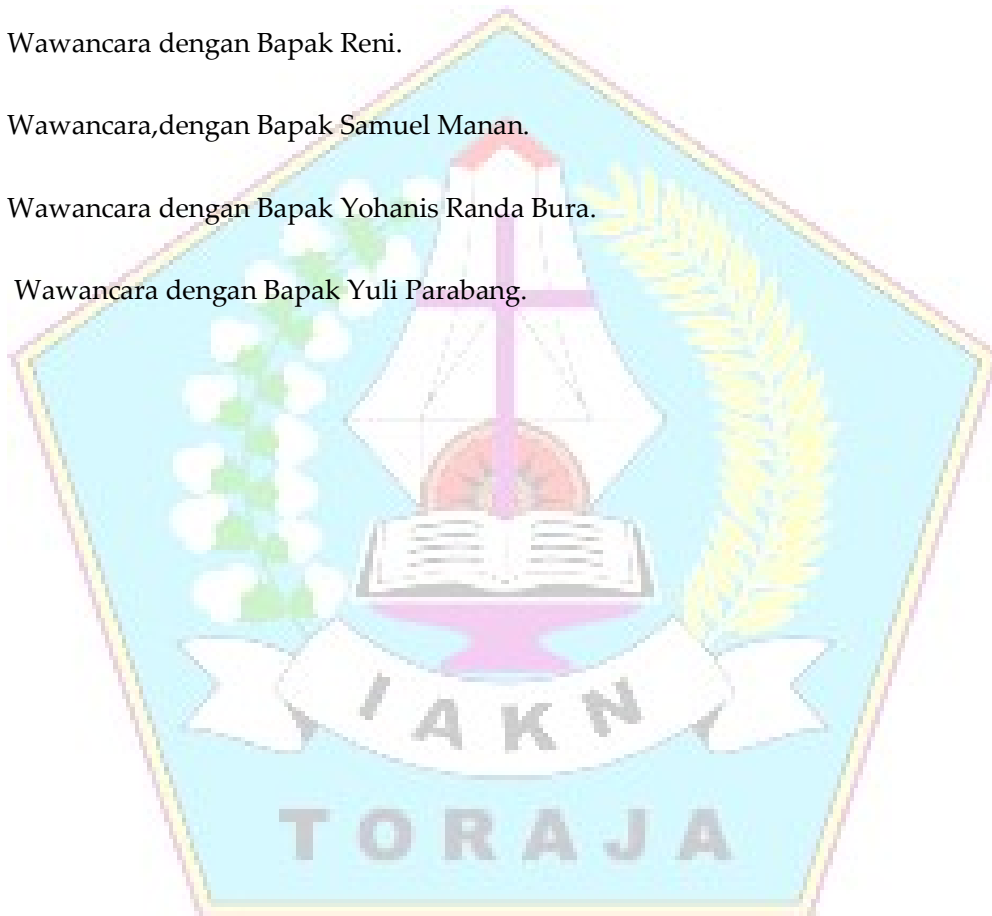 Wawancara dengan Bapak Reni.
Wawancara,dengan Bapak Samuel Manan.
Wawancara dengan Bapak Yohanis Randa Bura.
Wawancara dengan Bapak Yuli Parabang.
IAKN
TORAJA